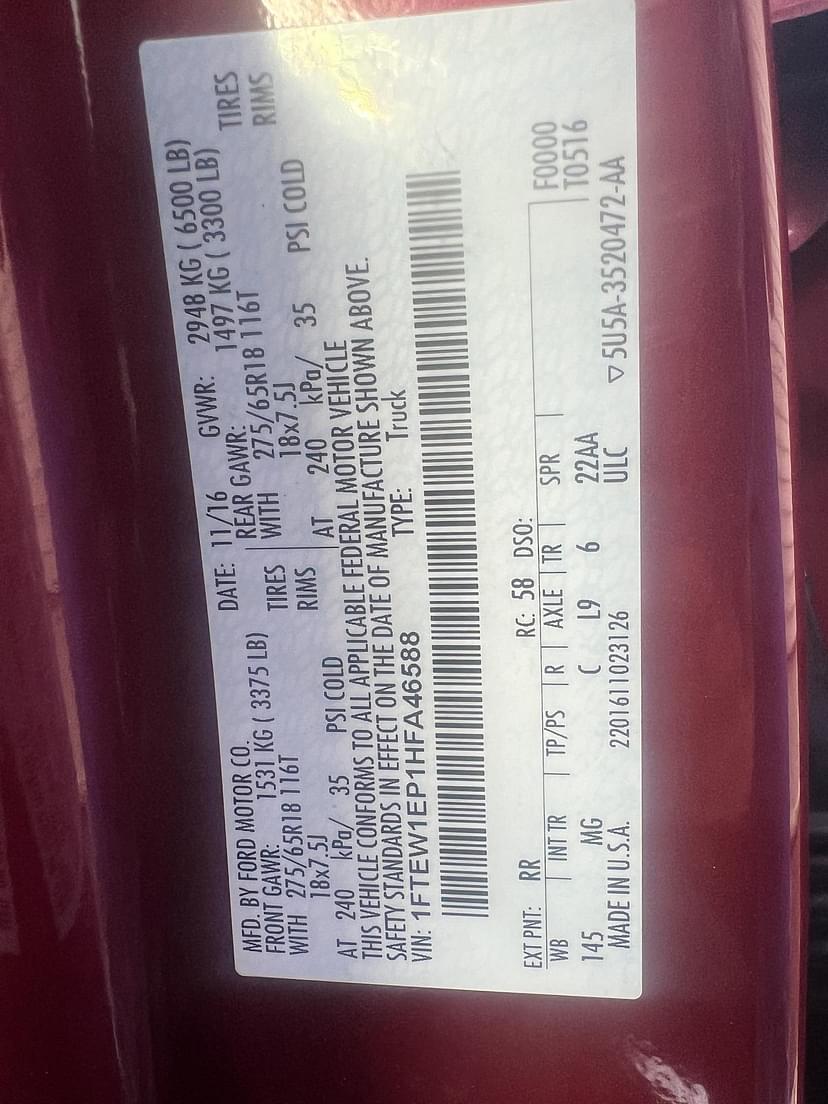 MFD. BY FORD MOTOR CO.
DATE: 11/16 GVWR: 2948 KG ( 6500 LB)
FRONT GAWR: 1531 KG ( 3375 LB) REAR GAWR: 1497 KG ( 3300 LB)
WITH 275/65R18 116T TIRES WITH 275/65R18 116T TIRES
18x7.5J RIMS 18x7.5J RIMS
AT 240 kPa/ 35 PSI COLD AT 240 kPa/ 35 PSI COLD
THIS VEHICLE CONFORMS TO ALL APPLICABLE FEDERAL MOTOR VEHICLE
SAFETY STANDARDS IN EFFECT ON THE DATE OF MANUFACTURE SHOWN ABOVE.
VIN: 1FTEW1EP1HFA46588 TYPE: Truck
EXT PNT: RR RC: 58 DSO: F0000
WB INT TR TP/PS R AXLE TR SPR T0516
145 MG C L9 6 22AA
MADE IN U.S.A. 2201611023126 ULC ▽5U5A-3520472-AA